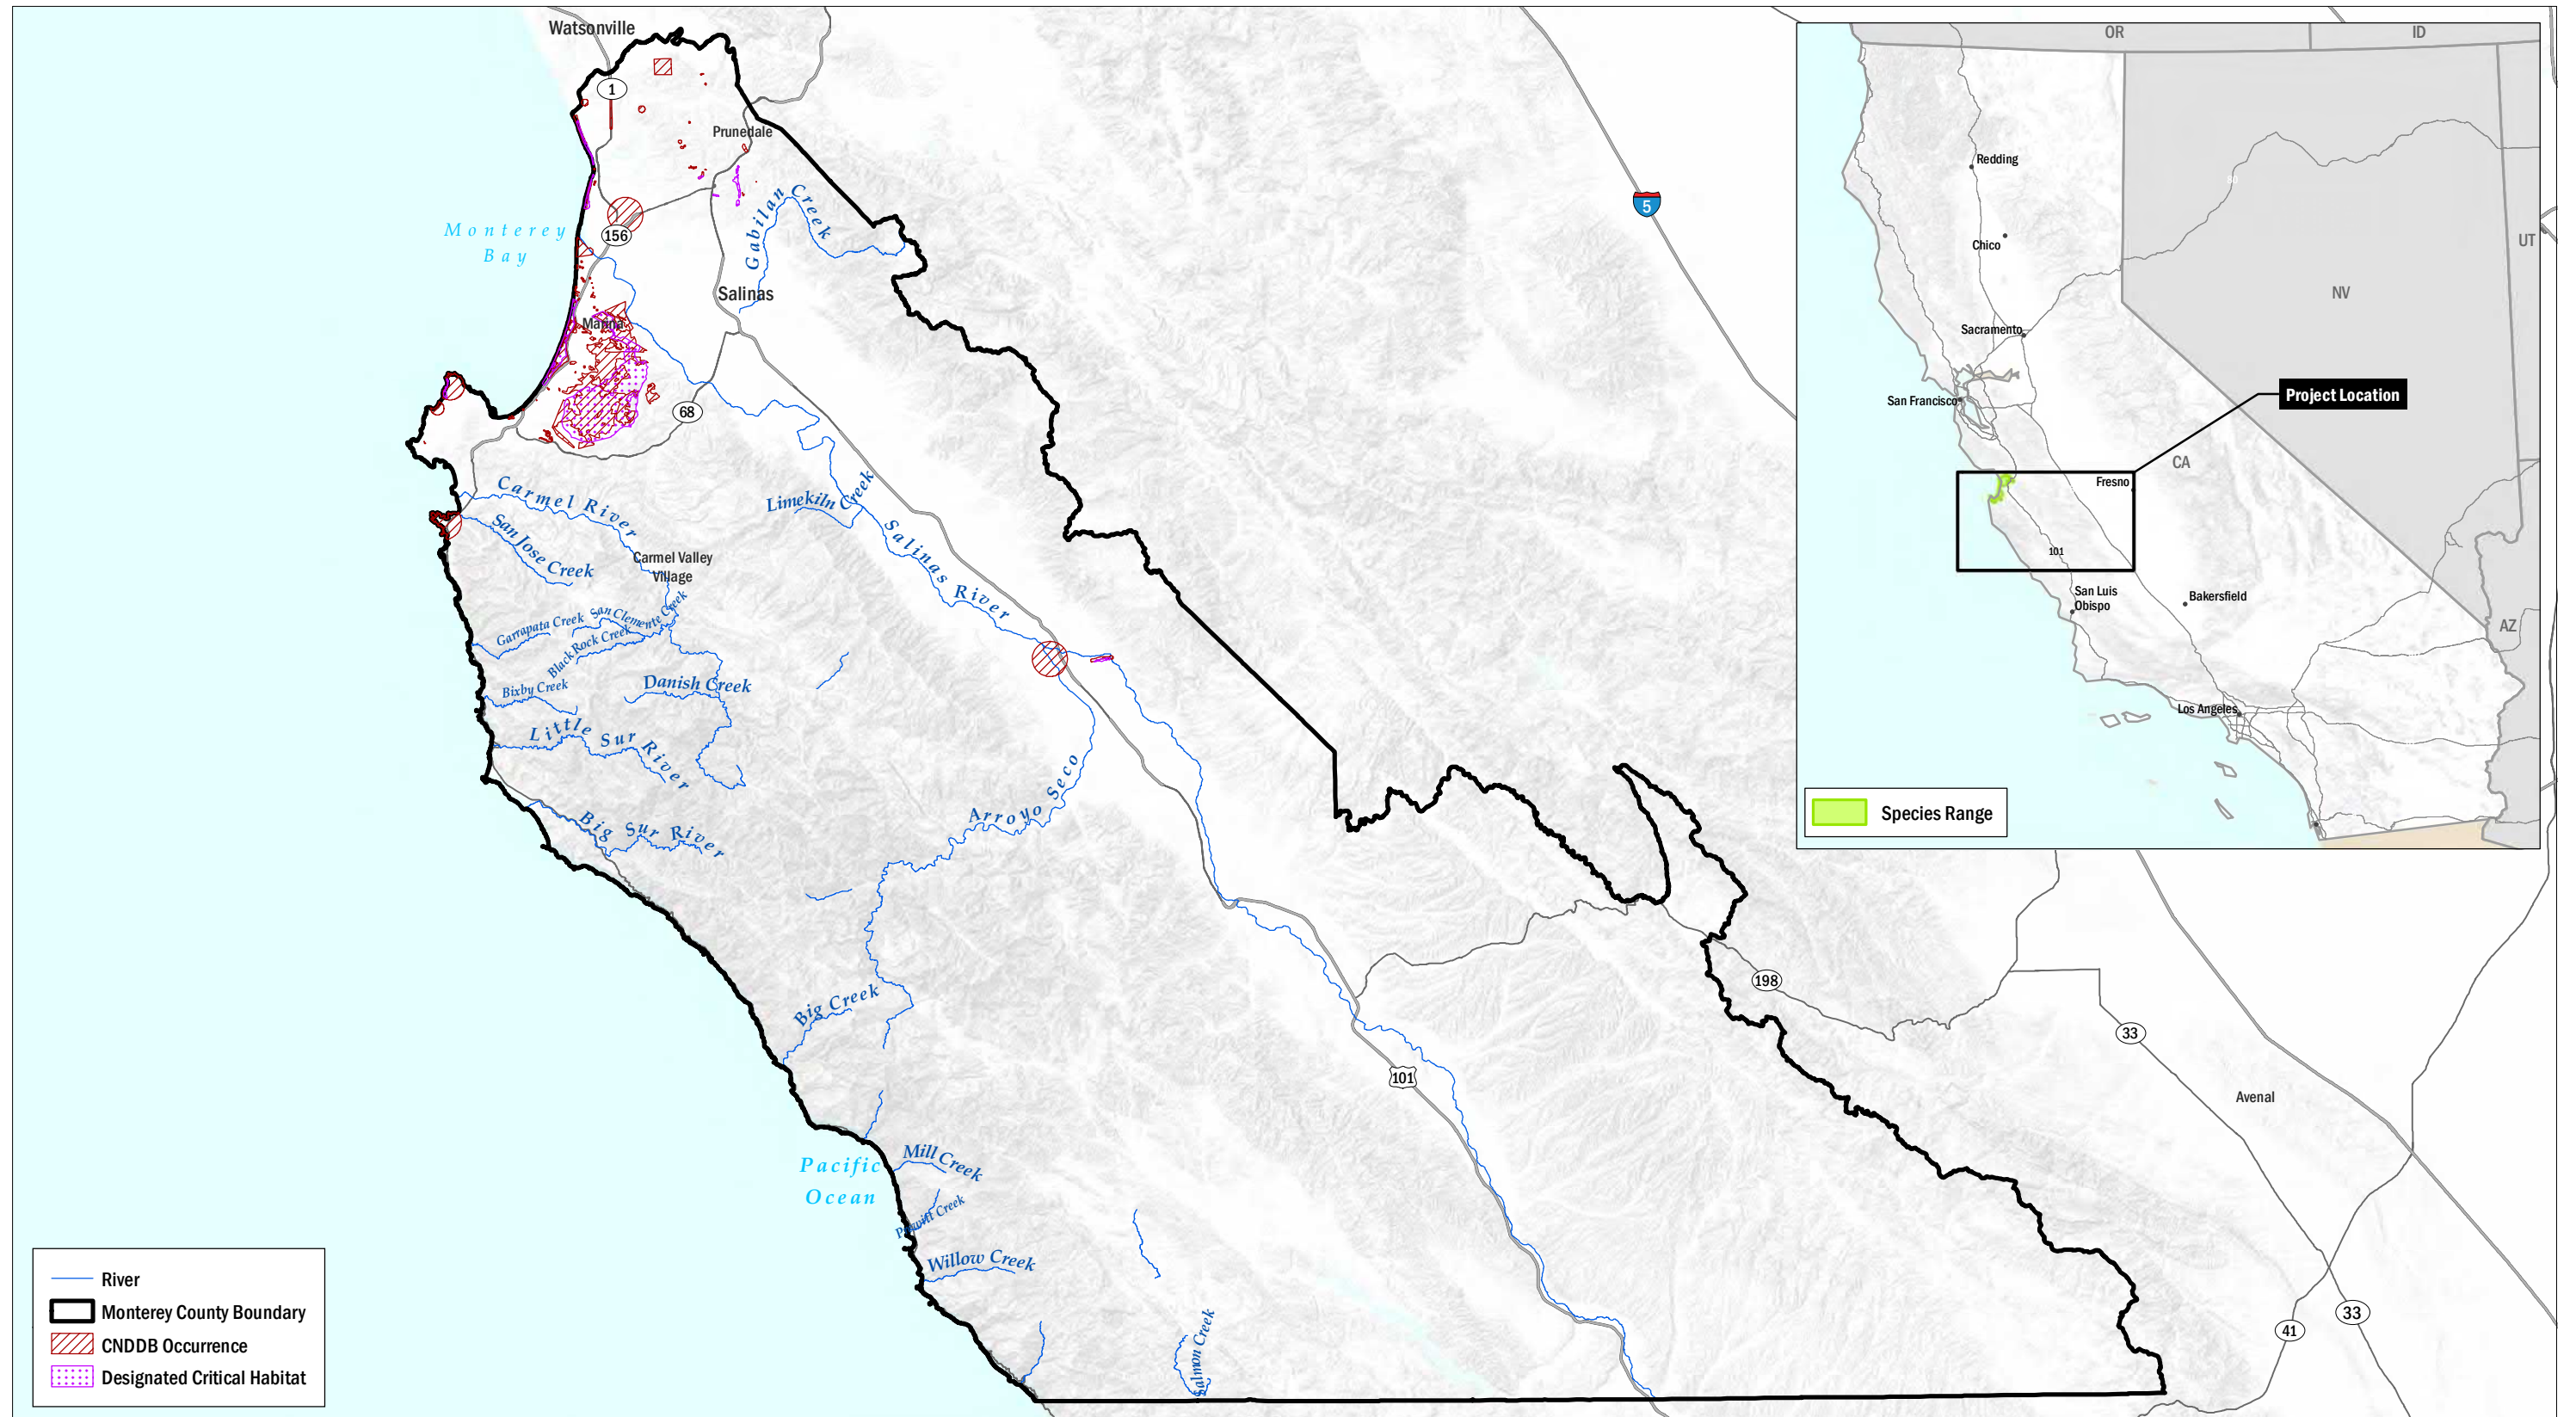 Watsonville
1
Prunedale
Monterey
Bay
156
Gabilan Creek
Salinas
Marina
68
5
Carmel River
San Jose Creek
Limekiln Creek
Salinas River
Carmel Valley
Village
Garrapata Creek
San Clemente Creek
Black Rock Creek
Bixby Creek
Danish Creek
Little Sur River
Big Sur River
Arroyo Seco
Big Creek
198
33
101
Avenal
Pacific
Ocean
Mill Creek
Willow Creek
Salmon Creek
41
33
River
Monterey County Boundary
CNDDB Occurrence
Designated Critical Habitat
OR
ID
Redding
80
Chico
UT
NV
Sacramento
San Francisco
Project Location
CA
Fresno
101
San Luis
Obispo
Bakersfield
AZ
Los Angeles
Species Range